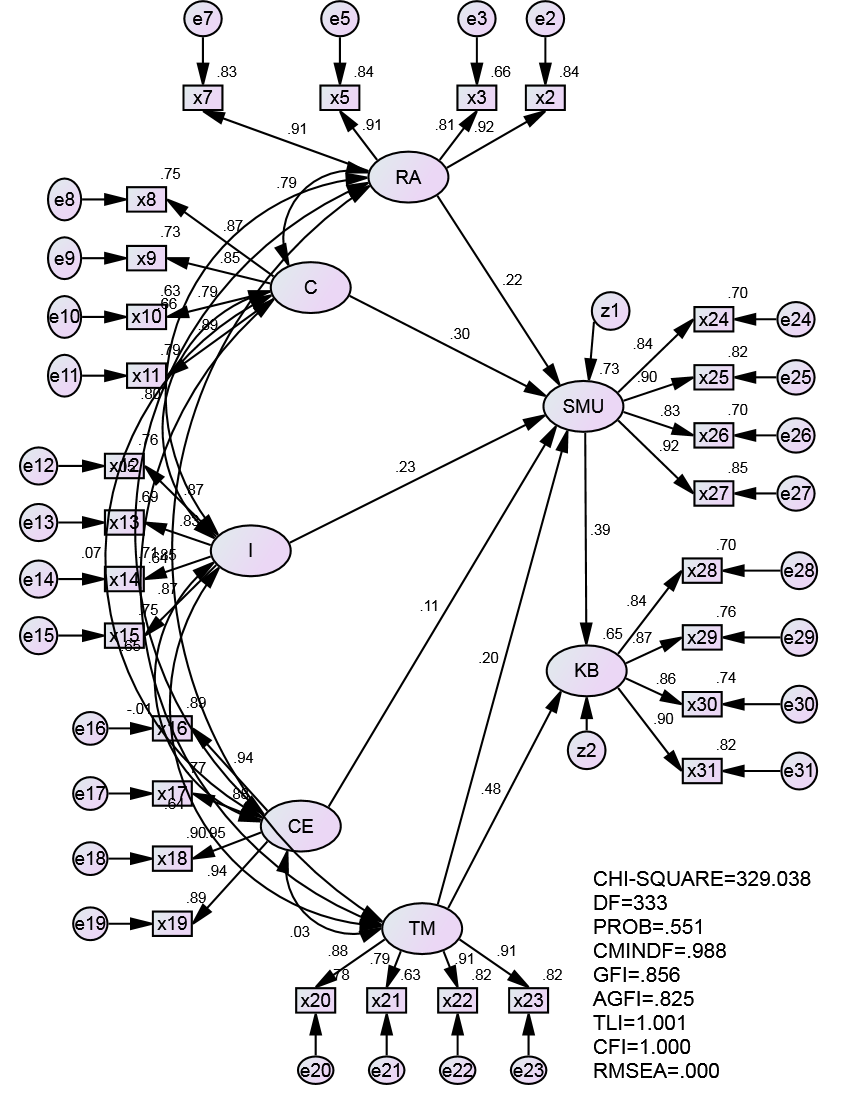 e7
e5
e3
e2
.83
.84
.66
.84
x7
x5
x3
x2
.91
.91
.81
.92
RA
.75
e8
x8
.79
.87
.73
e9
x9
.85
C
.22
.63
.66
e10
x10
.79
.89
.30
z1
.70
.84
x24
e24
.79
e11
x11
.80
.73
.82
.90
x25
e25
SMU
.83
.70
x26
e26
.92
.85
x27
e27
.76
e12
x12
.87
.23
.69
e13
x13
.83
I
.39
.07
.71
.64
.85
e14
x14
.87
.70
.84
x28
e28
.75
e15
x15
.65
.11
.65
.87
.76
x29
e29
KB
.20
.86
.74
x30
e30
.90
.82
x31
e31
z2
-.01
.89
e16
x16
.94
.77
e17
x17
.64
.48
CE
.90
.95
e18
x18
.94
.89
e19
x19
.03
TM
.88
.78
.79
.63
.91
.82
.91
.82
x20
x21
x22
x23
e20
e21
e22
e23
CHI-SQUARE=329.038
DF=333
PROB=.551
CMINDF=.988
GFI=.856
AGFI=.825
TLI=1.001
CFI=1.000
RMSEA=.000